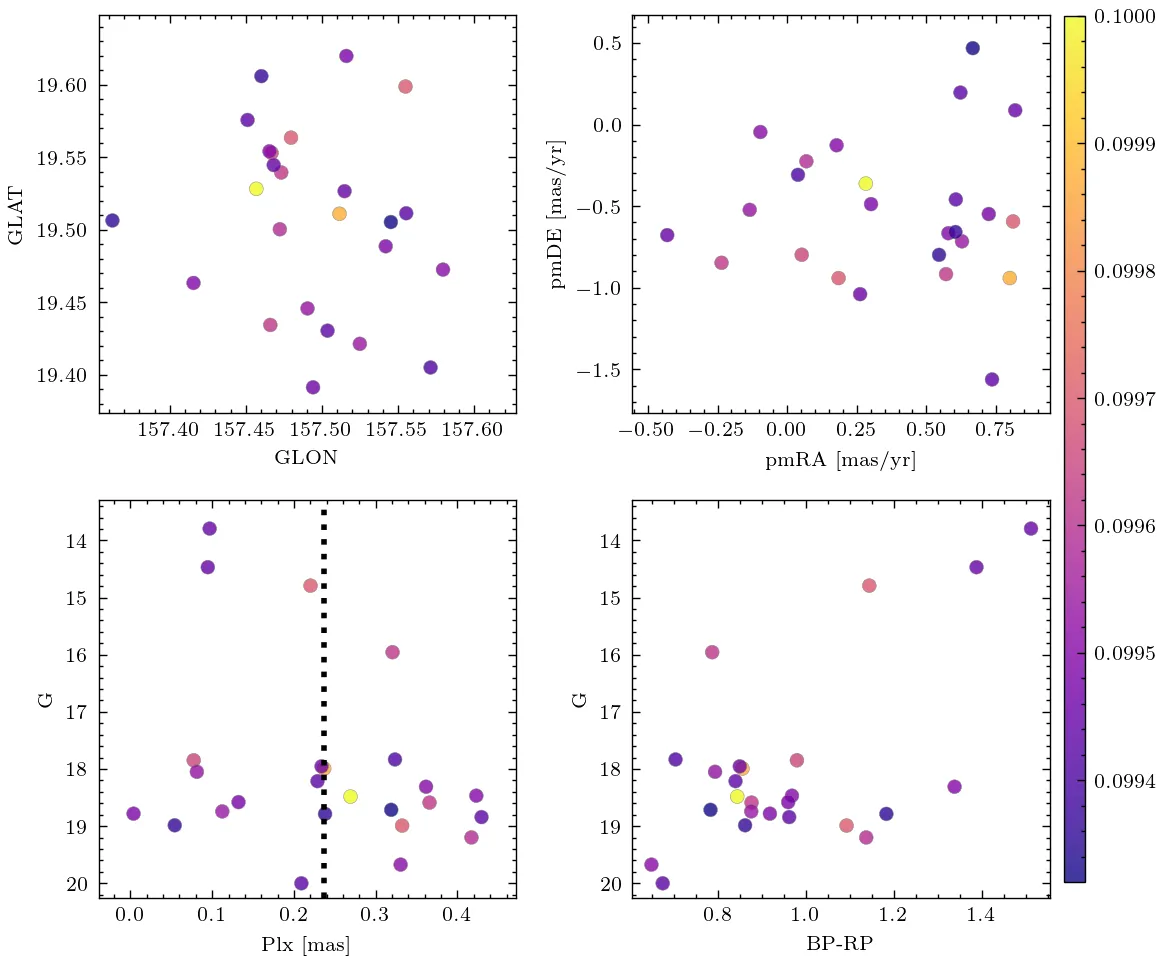 19.60
19.55
19.50
19.45
19.40
GLAT
157.40 157.45 157.50 157.55 157.60
GLON
0.5
0.0
−0.5
−1.0
−1.5
pmDE [mas/yr]
−0.50 −0.25 0.00 0.25 0.50 0.75
pmRA [mas/yr]
14
15
16
17
18
19
20
G
0.0 0.1 0.2 0.3 0.4
Plx [mas]
14
15
16
17
18
19
20
G
0.8 1.0 1.2 1.4
BP-RP
0.1000
0.0999
0.0998
0.0997
0.0996
0.0995
0.0994